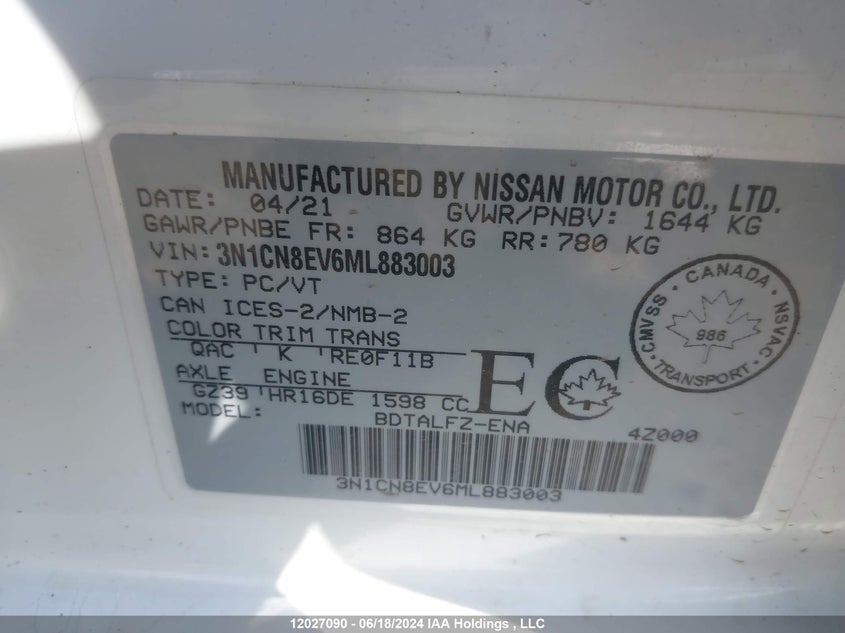 MANUFACTURED BY NISSAN MOTOR CO., LTD.
DATE: 04/21 GVWR/PNBV: 1644 KG
GAWR/PNBE FR: 864 KG RR: 780 KG
VIN: 3N1CN8EV6ML883003
TYPE: PC/VT
CAN ICES-2/NMB-2
COLOR TRIM TRANS
QAC K RE0F11B
AXLE ENGINE
GZ39 HR16DE 1598 CC
MODEL: BDTALFZ-ENA
4Z000
EC
CANADA
CMVSS
NSVAC
986
TRANSPORT
3N1CN8EV6ML883003
12027090 - 06/18/2024 IAA Holdings , LLC